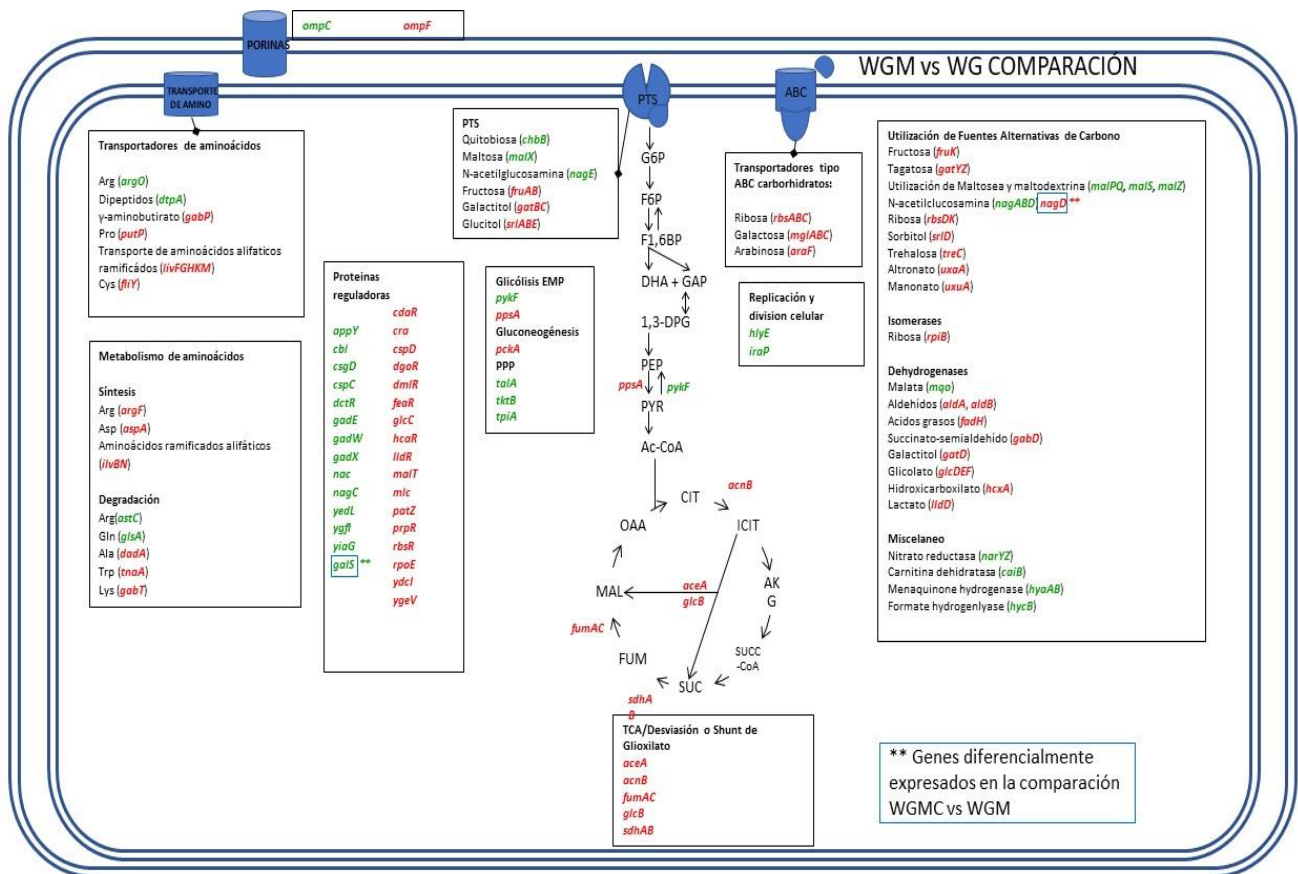 ompC ompF
PORINAS
WGM vs WG COMPARACIÓN
TRANSPORTE
DE AMINO
PTS
ABC
Transportadores de aminoácidos
Arg (argO)
Dipeptidos (dtpA)
γ-aminobutirato (gabP)
Pro (putP)
Transporte de aminoácidos alifaticos
ramificádos (livFGHKM)
Cys (fliY)
Metabolismo de aminoácidos
Síntesis
Arg (argF)
Asp (aspA)
Aminoácidos ramificados alifáticos
(ilvBN)
Degradación
Arg(astC)
Gln (glsA)
Ala (dadA)
Trp (tnaA)
Lys (gabT)
Proteinas
reguladoras
appY
cbl
csgD
cspC
dctR
gadE
gadW
gadX
nac
nagC
yedL
ygfI
yiaG
galS **
cdaR
cra
cspD
dgoR
dmlR
feaR
glcC
hcaR
lldR
malT
mlc
patZ
prpR
rbsR
rpoE
ydcI
ygeV
PTS
Quitobiosa (chbB)
Maltosa (malX)
N-acetilglucosamina (nagE)
Fructosa (fruAB)
Galactitol (gatBC)
Glucitol (srlABE)
Glicólisis EMP
pykF
ppsA
Gluconeogénesis
pckA
PPP
talA
tktB
tpiA
G6P
F6P
F1,6BP
DHA + GAP
1,3-DPG
PEP
ppsA pykF
PYR
Ac-CoA
CIT
acnB
OAA
ICIT
aceA
glcB
MAL
AK
G
fumAC
FUM
SUCC
-CoA
SUC
sdhA
B
TCA/Desviasión o Shunt de
Glioxilato
aceA
acnB
fumAC
glcB
sdhAB
Transportadores tipo
ABC carborhidratos:
Ribosa (rbsABC)
Galactosa (mglABC)
Arabinosa (araF)
Replicación y
division celular
hlyE
iraP
Utilización de Fuentes Alternativas de Carbono
Fructosa (fruK)
Tagatosa (gatYZ)
Utilización de Maltosea y maltodextrina (malPQ, malS, malZ)
N-acetilclucosamina (nagABD) nagD **
Ribosa (rbsDK)
Sorbitol (srlD)
Trehalosa (treC)
Altronato (uxaA)
Manonato (uxuA)
Isomerases
Ribosa (rpiB)
Dehydrogenases
Malata (mqo)
Aldehidos (aldA, aldB)
Acidos grasos (fadH)
Succinato-semialdehído (gabD)
Galactitol (gatD)
Glicolato (glcDEF)
Hidroxicarboxilato (hcxA)
Lactato (lldD)
Miscelaneo
Nitrato reductasa (narYZ)
Carnitina dehidratasa (caiB)
Menaquinone hydrogenase (hyaAB)
Formate hydrogenlyase (hycB)
** Genes diferencialmente
expresados en la comparación
WGMC vs WGM